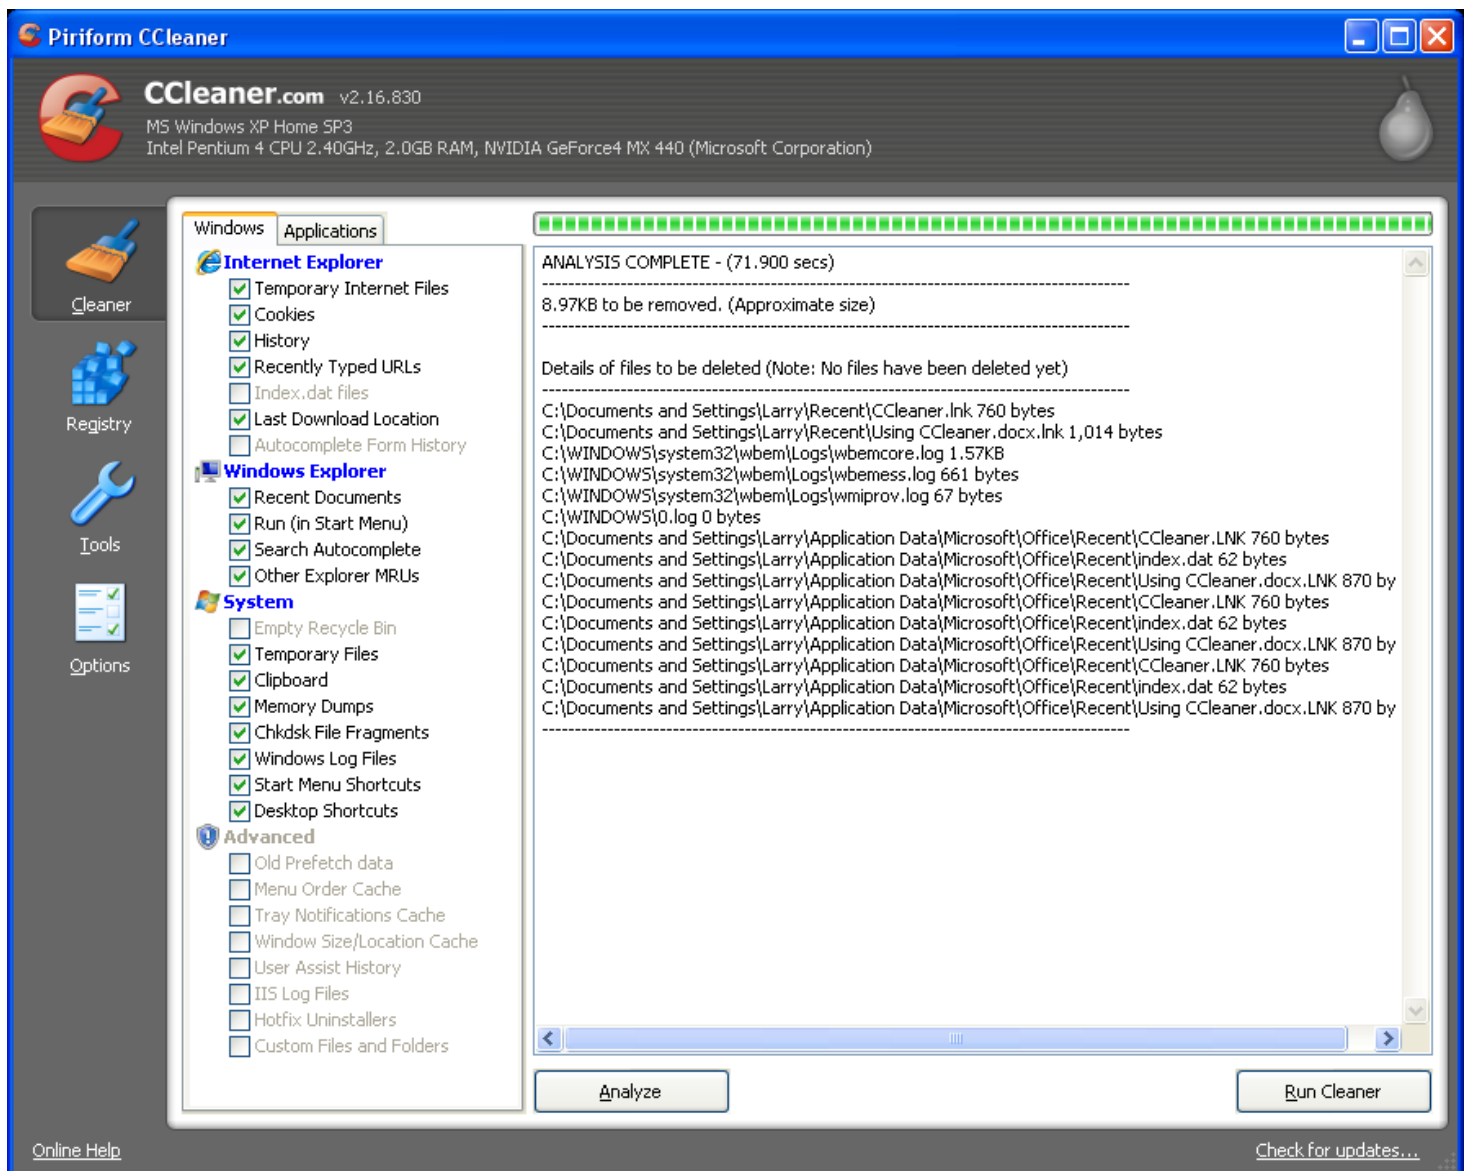 Piriform CCleaner
CCleaner.com v2.16.830
MS Windows XP Home SP3
Intel Pentium 4 CPU 2.40GHz, 2.0GB RAM, NVIDIA GeForce4 MX 440 (Microsoft Corporation)
Cleaner
Registry
Tools
Options
Windows
Applications
Internet Explorer
Temporary Internet Files
Cookies
History
Recently Typed URLs
Index.dat files
Last Download Location
Autocomplete Form History
Windows Explorer
Recent Documents
Run (in Start Menu)
Search Autocomplete
Other Explorer MRUs
System
Empty Recycle Bin
Temporary Files
Clipboard
Memory Dumps
Chkdsk File Fragments
Windows Log Files
Start Menu Shortcuts
Desktop Shortcuts
Advanced
Old Prefetch data
Menu Order Cache
Tray Notifications Cache
Window Size/Location Cache
User Assist History
IIS Log Files
Hotfix Uninstallers
Custom Files and Folders
ANALYSIS COMPLETE - (71.900 secs)
------------------------------------------------------------------------------------------
8.97KB to be removed. (Approximate size)
------------------------------------------------------------------------------------------
Details of files to be deleted (Note: No files have been deleted yet)
------------------------------------------------------------------------------------------
C:\Documents and Settings\Larry\Recent\CCleaner.lnk 760 bytes
C:\Documents and Settings\Larry\Recent\Using CCleaner.docx.lnk 1,014 bytes
C:\WINDOWS\system32\wbem\Logs\wbemcore.log 1.57KB
C:\WINDOWS\system32\wbem\Logs\wbemess.log 661 bytes
C:\WINDOWS\system32\wbem\Logs\wmiprov.log 67 bytes
C:\WINDOWS\0.log 0 bytes
C:\Documents and Settings\Larry\Application Data\Microsoft\Office\Recent\CCleaner.LNK 760 bytes
C:\Documents and Settings\Larry\Application Data\Microsoft\Office\Recent\index.dat 62 bytes
C:\Documents and Settings\Larry\Application Data\Microsoft\Office\Recent\Using CCleaner.docx.LNK 870 by
C:\Documents and Settings\Larry\Application Data\Microsoft\Office\Recent\CCleaner.LNK 760 bytes
C:\Documents and Settings\Larry\Application Data\Microsoft\Office\Recent\index.dat 62 bytes
C:\Documents and Settings\Larry\Application Data\Microsoft\Office\Recent\Using CCleaner.docx.LNK 870 by
C:\Documents and Settings\Larry\Application Data\Microsoft\Office\Recent\CCleaner.LNK 760 bytes
C:\Documents and Settings\Larry\Application Data\Microsoft\Office\Recent\index.dat 62 bytes
C:\Documents and Settings\Larry\Application Data\Microsoft\Office\Recent\Using CCleaner.docx.LNK 870 by
------------------------------------------------------------------------------------------
Analyze
Run Cleaner
Online Help
Check for updates...